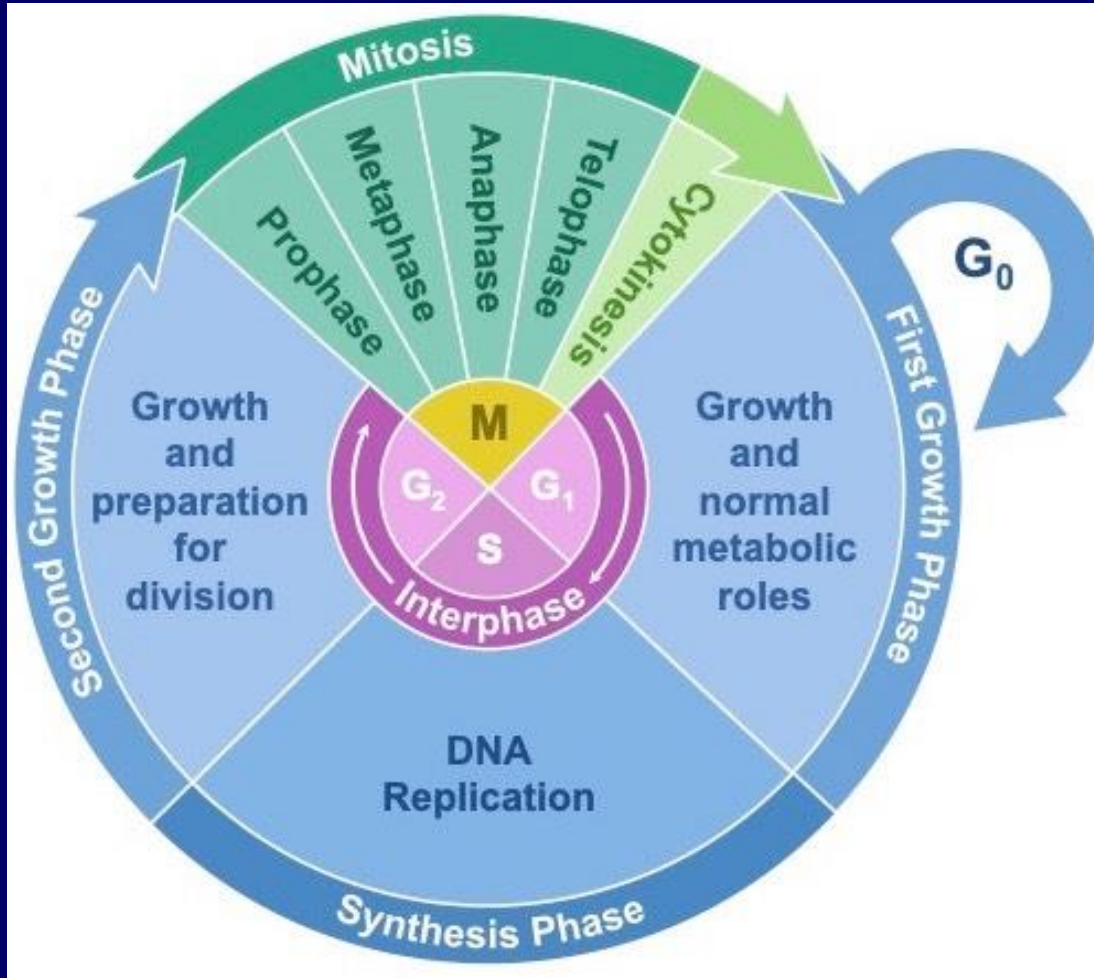 Mitosis
Prophase
Metaphase
Anaphase
Telophase
Cytokinesis
G₀
First Growth Phase
Growth
and
normal
metabolic
roles
Second Growth Phase
Growth
and
preparation
for
division
M
G₂
G₁
S
Interphase
DNA
Replication
Synthesis Phase